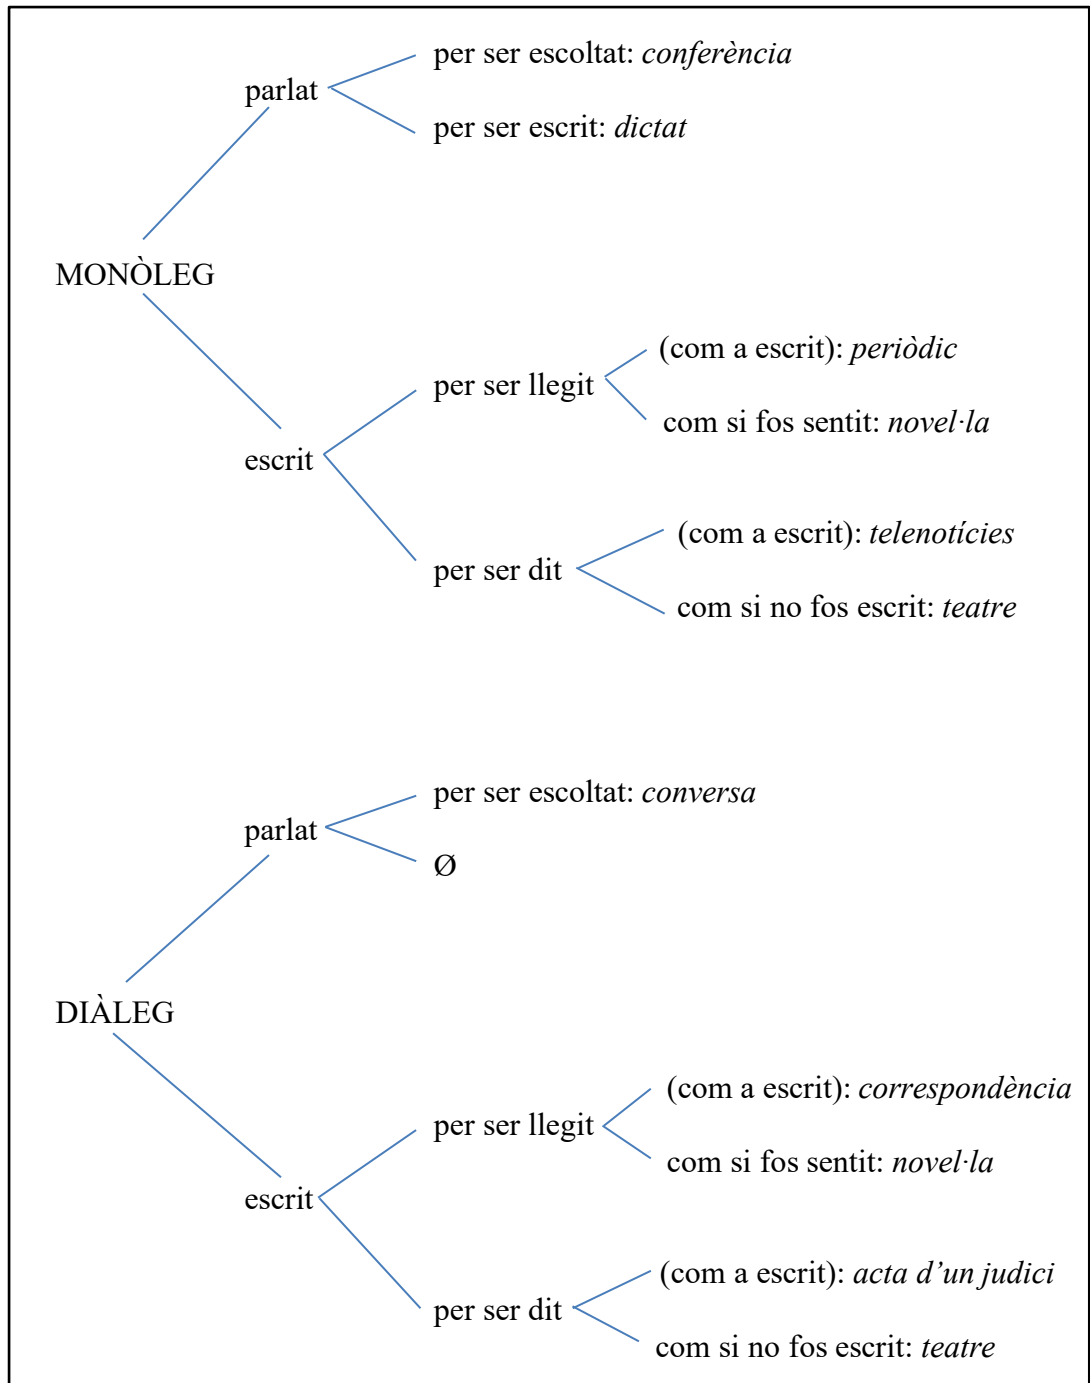 per ser escoltat: conferència
parlat
per ser escrit: dictat
MONÒLEG
(com a escrit): periòdic
per ser llegit
com si fos sentit: novel·la
escrit
(com a escrit): telenotícies
per ser dit
com si no fos escrit: teatre
per ser escoltat: conversa
parlat
Ø
DIÀLEG
(com a escrit): correspondència
per ser llegit
com si fos sentit: novel·la
escrit
(com a escrit): acta d’un judici
per ser dit
com si no fos escrit: teatre